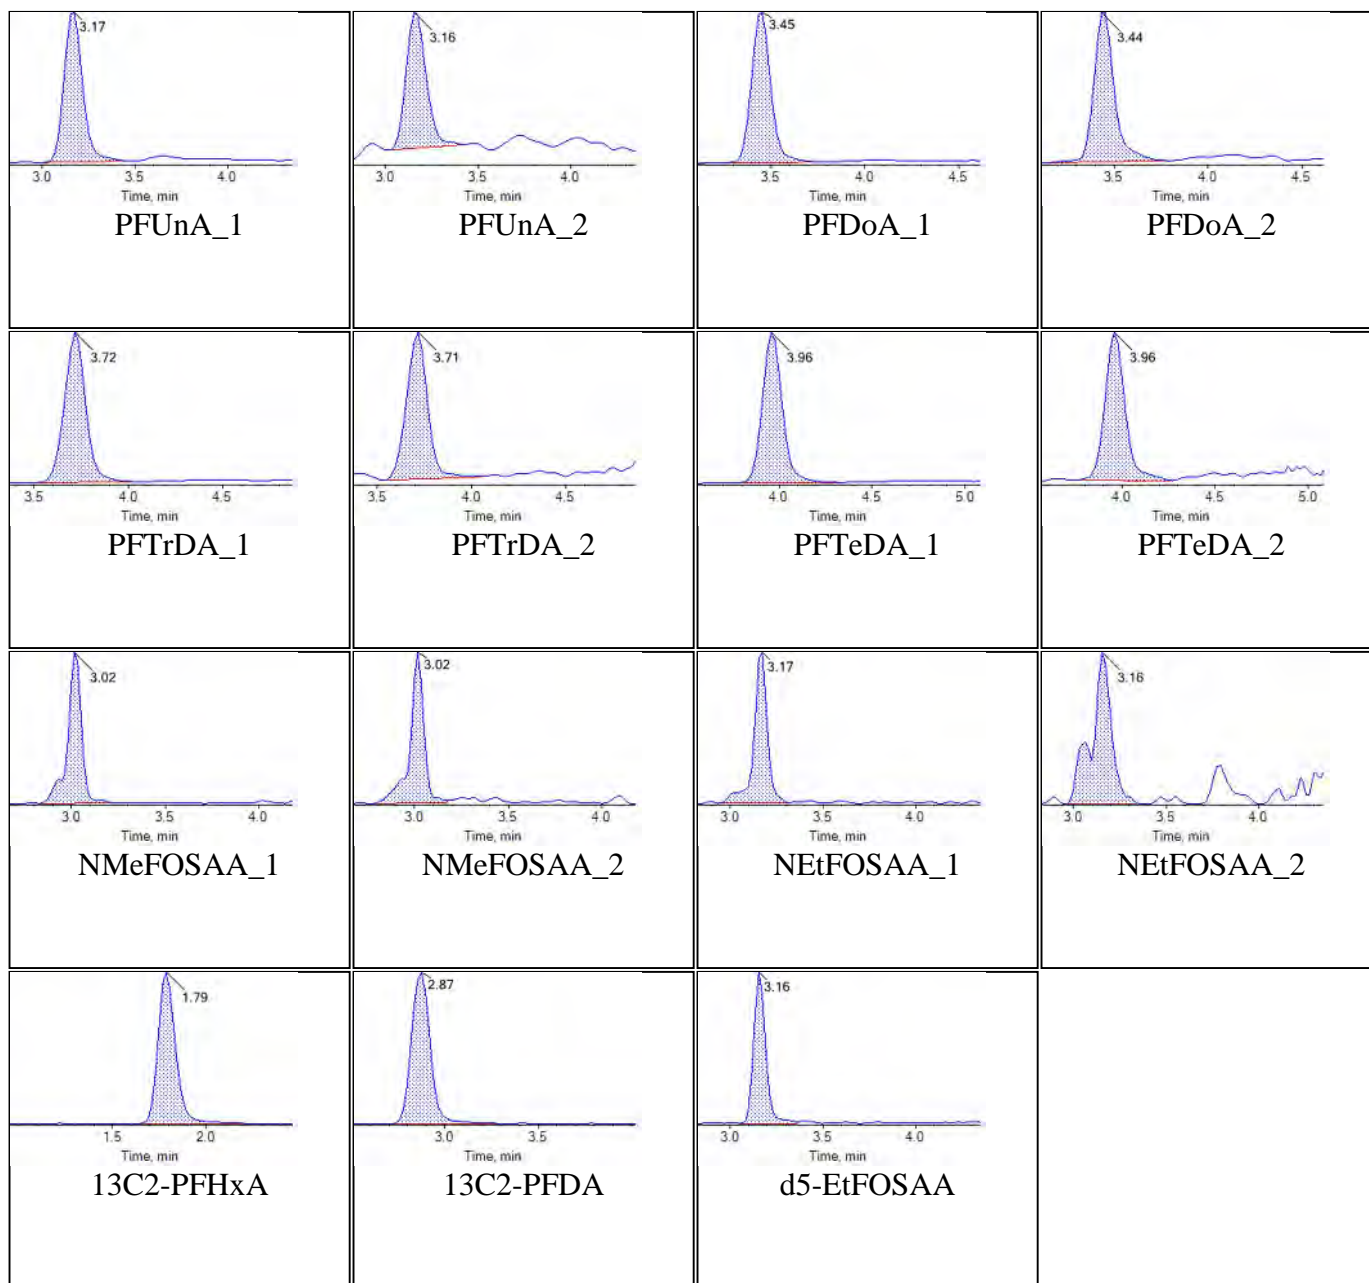 3.17
3.0 3.5 4.0
Time, min
PFUnA_1
3.16
3.0 3.5 4.0
Time, min
PFUnA_2
3.45
3.5 4.0 4.5
Time, min
PFDoA_1
3.44
3.5 4.0 4.5
Time, min
PFDoA_2
3.72
3.5 4.0 4.5
Time, min
PFTrDA_1
3.71
3.5 4.0 4.5
Time, min
PFTrDA_2
3.96
4.0 4.5 5.0
Time, min
PFTeDA_1
3.96
4.0 4.5 5.0
Time, min
PFTeDA_2
3.02
3.0 3.5 4.0
Time, min
NMeFOSAA_1
3.02
3.0 3.5 4.0
Time, min
NMeFOSAA_2
3.17
3.0 3.5 4.0
Time, min
NEtFOSAA_1
3.16
3.0 3.5 4.0
Time, min
NEtFOSAA_2
1.79
1.5 2.0
Time, min
13C2-PFHxA
2.87
3.0 3.5
Time, min
13C2-PFDA
3.16
3.0 3.5 4.0
Time, min
d5-EtFOSAA